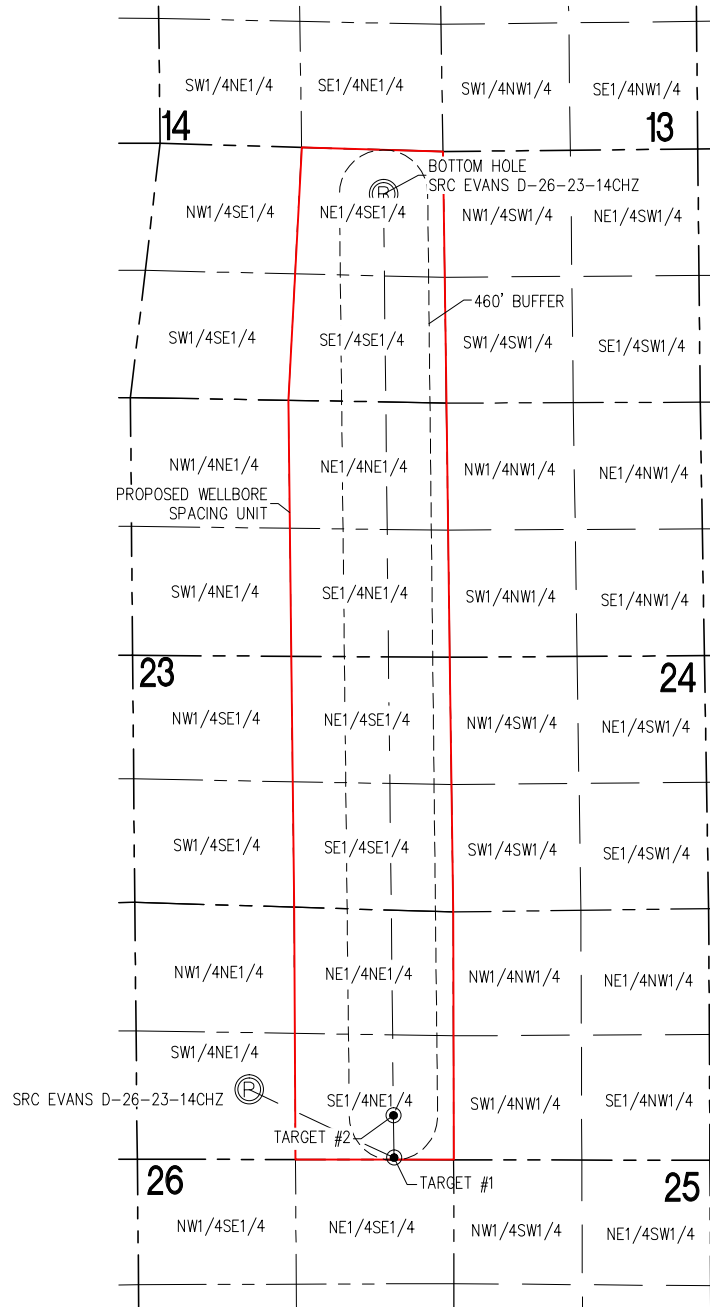 SW1/4NE1/4 SE1/4NE1/4 SW1/4NW1/4 SE1/4NW1/4
14 13
BOTTOM HOLE
SRC EVANS D-26-23-14CHZ
NW1/4SE1/4 NE1/4SE1/4 NW1/4SW1/4 NE1/4SW1/4
460' BUFFER
SW1/4SE1/4 SE1/4SE1/4 SW1/4SW1/4 SE1/4SW1/4
NW1/4NE1/4 NE1/4NE1/4 NW1/4NW1/4 NE1/4NW1/4
PROPOSED WELLBORE
SPACING UNIT
SW1/4NE1/4 SE1/4NE1/4 SW1/4NW1/4 SE1/4NW1/4
23 24
NW1/4SE1/4 NE1/4SE1/4 NW1/4SW1/4 NE1/4SW1/4
SW1/4SE1/4 SE1/4SE1/4 SW1/4SW1/4 SE1/4SW1/4
NW1/4NE1/4 NE1/4NE1/4 NW1/4NW1/4 NE1/4NW1/4
SW1/4NE1/4
SRC EVANS D-26-23-14CHZ SE1/4NE1/4 SW1/4NW1/4 SE1/4NW1/4
TARGET #2
TARGET #1
26 25
NW1/4SE1/4 NE1/4SE1/4 NW1/4SW1/4 NE1/4SW1/4